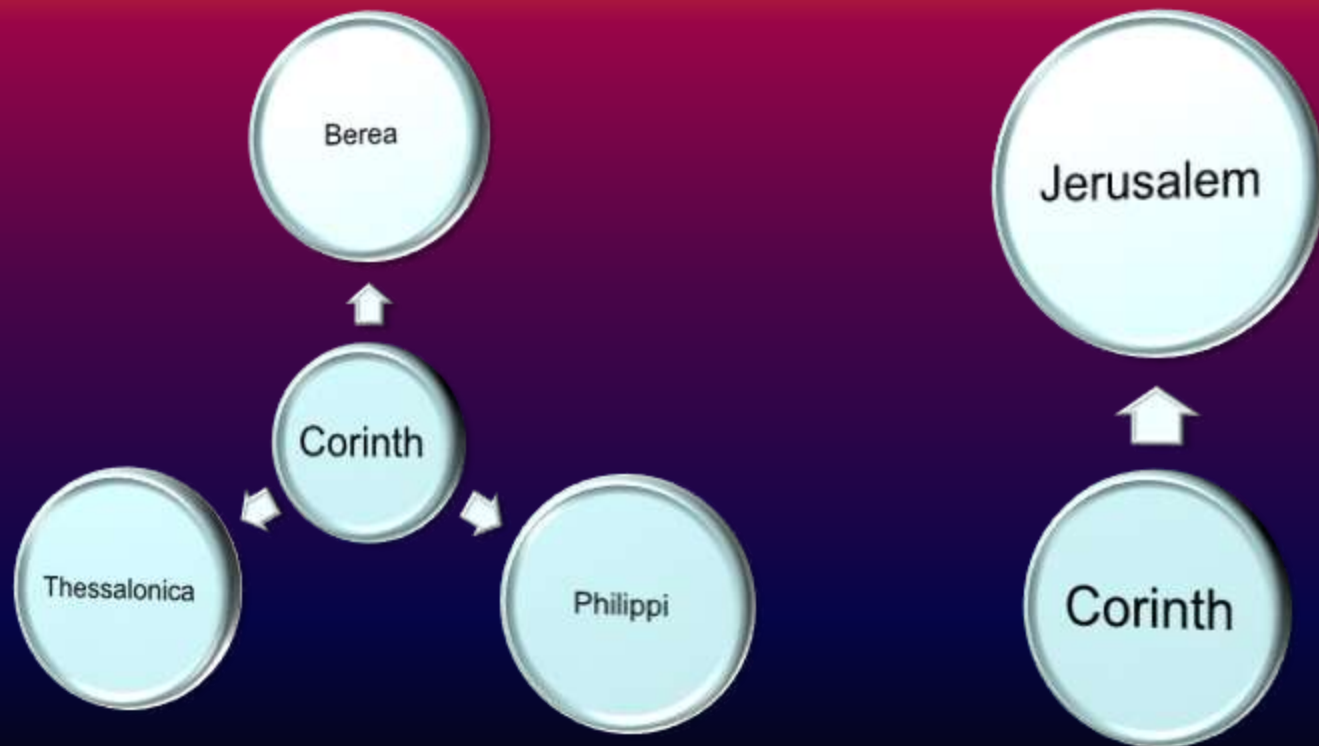 Berea
Corinth
Thessalonica
Philippi
Jerusalem
Corinth